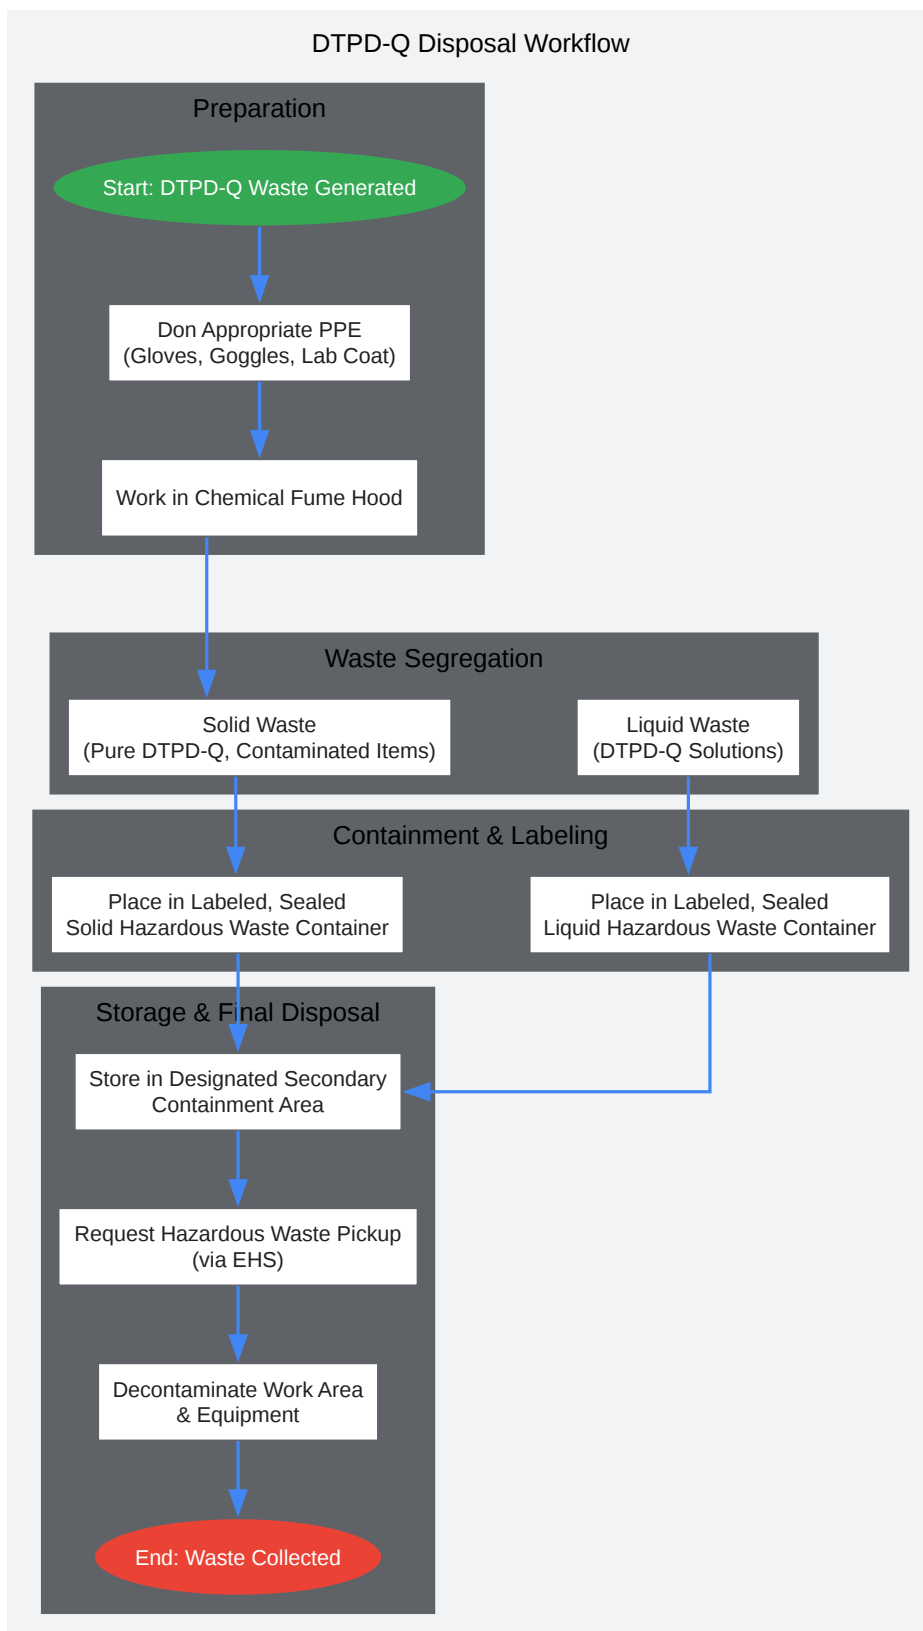 DTPD-Q Disposal Workflow
Preparation
Start: DTPD-Q Waste Generated
Don Appropriate PPE
(Gloves, Goggles, Lab Coat)
Work in Chemical Fume Hood
Waste Segregation
Solid Waste
(Pure DTPD-Q, Contaminated Items)
Liquid Waste
(DTPD-Q Solutions)
Containment & Labeling
Place in Labeled, Sealed
Solid Hazardous Waste Container
Place in Labeled, Sealed
Liquid Hazardous Waste Container
Storage & Final Disposal
Store in Designated Secondary
Containment Area
Request Hazardous Waste Pickup
(via EHS)
Decontaminate Work Area
& Equipment
End: Waste Collected